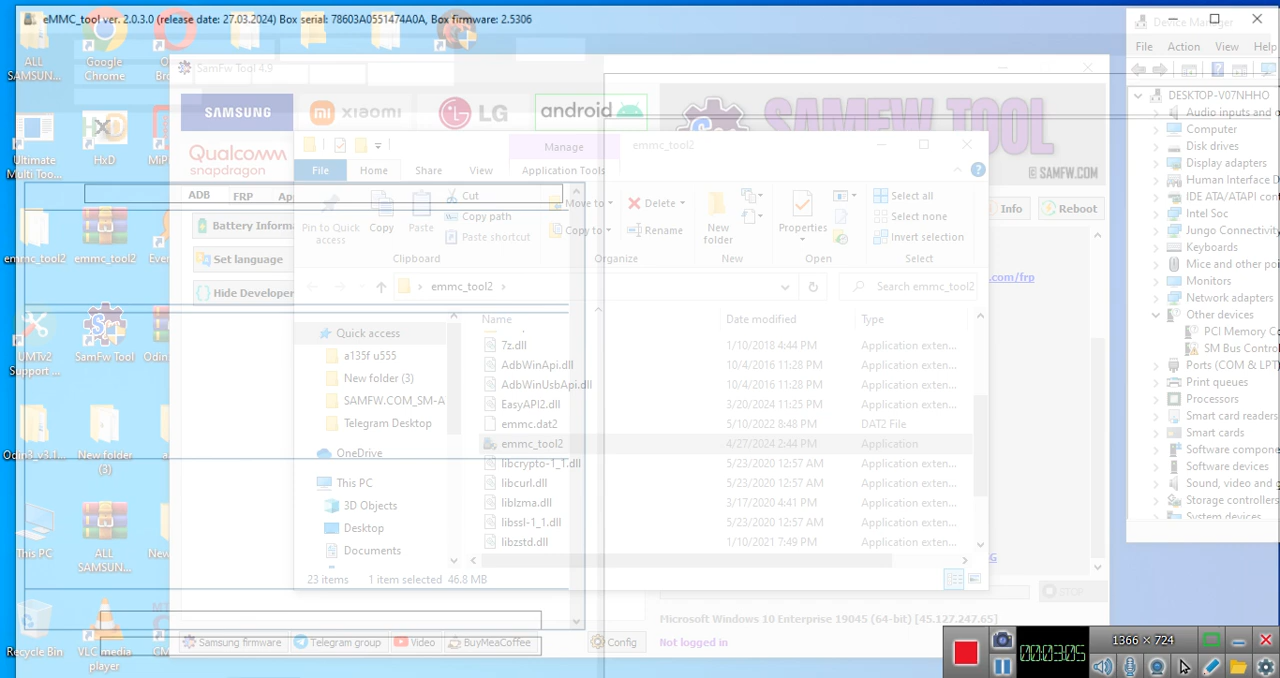 eMMC_tool ver. 2.0.3.0 (release date: 27.03.2024) Box serial: 78603A0551474A0A, Box firmware: 2.5306
ALL
SAMSUN...
Google
Chrome
Ultimate
Multi Too...
HxD
MiP
emmc_tool2
emmc_tool2
Even
UMTv2
Support ...
SamFw Tool
Odin
Odin3_v3.1...
New folder
(3)
This PC
ALL
SAMSUN...
New
Recycle Bin
VLC media
player
CM
SamFw Tool 4.9
SAMSUNG
xiaomi
LG
android
Qualcomm
snapdragon
SAMFW TOOL
© SAMFW.COM
ADB
FRP
Ap
Battery Informa
Set language
Hide Developer
Info
Reboot
.com/frp
G
STOP
Microsoft Windows 10 Enterprise 19045 (64-bit) [45.127.247.65]
Samsung firmware
Telegram group
Video
BuyMeaCoffee
Config
Not logged in
Manage
emmc_tool2
File
Home
Share
View
Application Tools
Pin to Quick
access
Copy
Paste
Cut
Copy path
Paste shortcut
Clipboard
Move to
Copy to
Delete
Rename
Organize
New
folder
New
Properties
Open
Select all
Select none
Invert selection
Select
emmc_tool2
Search emmc_tool2
Quick access
a135f u555
New folder (3)
SAMFW.COM_SM-A
Telegram Desktop
OneDrive
This PC
3D Objects
Desktop
Documents
Name Date modified Type
7z.dll 1/10/2018 4:44 PM Application exten...
AdbWinApi.dll 10/4/2016 11:28 PM Application exten...
AdbWinUsbApi.dll 10/4/2016 11:28 PM Application exten...
EasyAPI2.dll 3/20/2024 11:25 PM Application exten...
emmc.dat2 5/10/2022 8:48 PM DAT2 File
emmc_tool2 4/27/2024 2:44 PM Application
libcrypto-1_1.dll 5/23/2020 12:57 AM Application exten...
libcurl.dll 5/23/2020 12:57 AM Application exten...
liblzma.dll 3/17/2020 4:41 PM Application exten...
libssl-1_1.dll 5/23/2020 12:57 AM Application exten...
libzstd.dll 1/10/2021 7:49 PM Application exten...
23 items 1 item selected 46.8 MB
Device Manager
File Action View Help
DESKTOP-V07NHHO
Audio inputs and o
Computer
Disk drives
Display adapters
Human Interface D
IDE ATA/ATAPI cont
Intel Soc
Jungo Connectivity
Keyboards
Mice and other poi
Monitors
Network adapters
Other devices
PCI Memory Co
SM Bus Contro
Ports (COM & LPT)
Print queues
Processors
Smart card readers
Smart cards
Software compone
Software devices
Sound, video and g
Storage controllers
System devices
00:03:05
1366 × 724